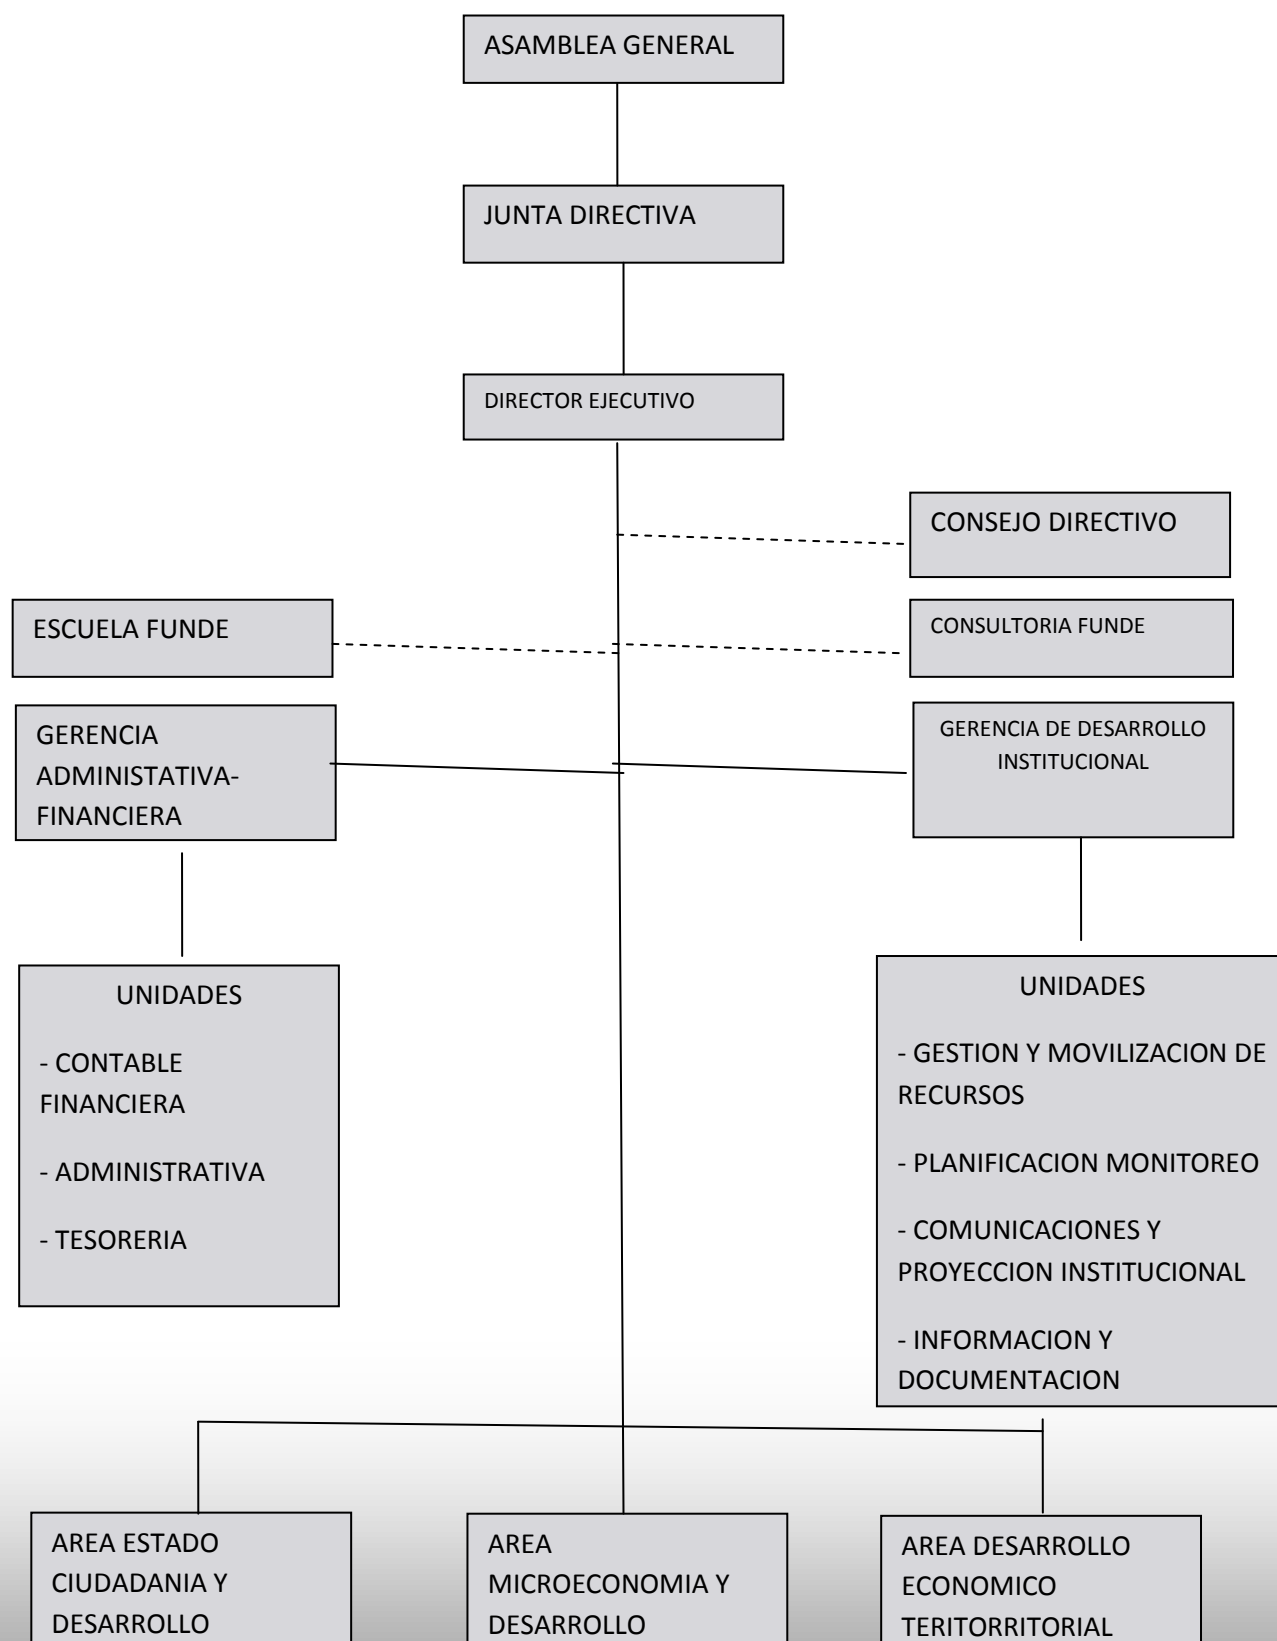 ASAMBLEA GENERAL
JUNTA DIRECTIVA
DIRECTOR EJECUTIVO
CONSEJO DIRECTIVO
ESCUELA FUNDE
CONSULTORIA FUNDE
GERENCIA
ADMINISTATIVA-
FINANCIERA
GERENCIA DE DESARROLLO
INSTITUCIONAL
UNIDADES
- CONTABLE
FINANCIERA
- ADMINISTRATIVA
- TESORERIA
UNIDADES
- GESTION Y MOVILIZACION DE
RECURSOS
- PLANIFICACION MONITOREO
- COMUNICACIONES Y
PROYECCION INSTITUCIONAL
- INFORMACION Y
DOCUMENTACION
AREA ESTADO
CIUDADANIA Y
DESARROLLO
AREA
MICROECONOMIA Y
DESARROLLO
AREA DESARROLLO
ECONOMICO
TERITORRITORIAL